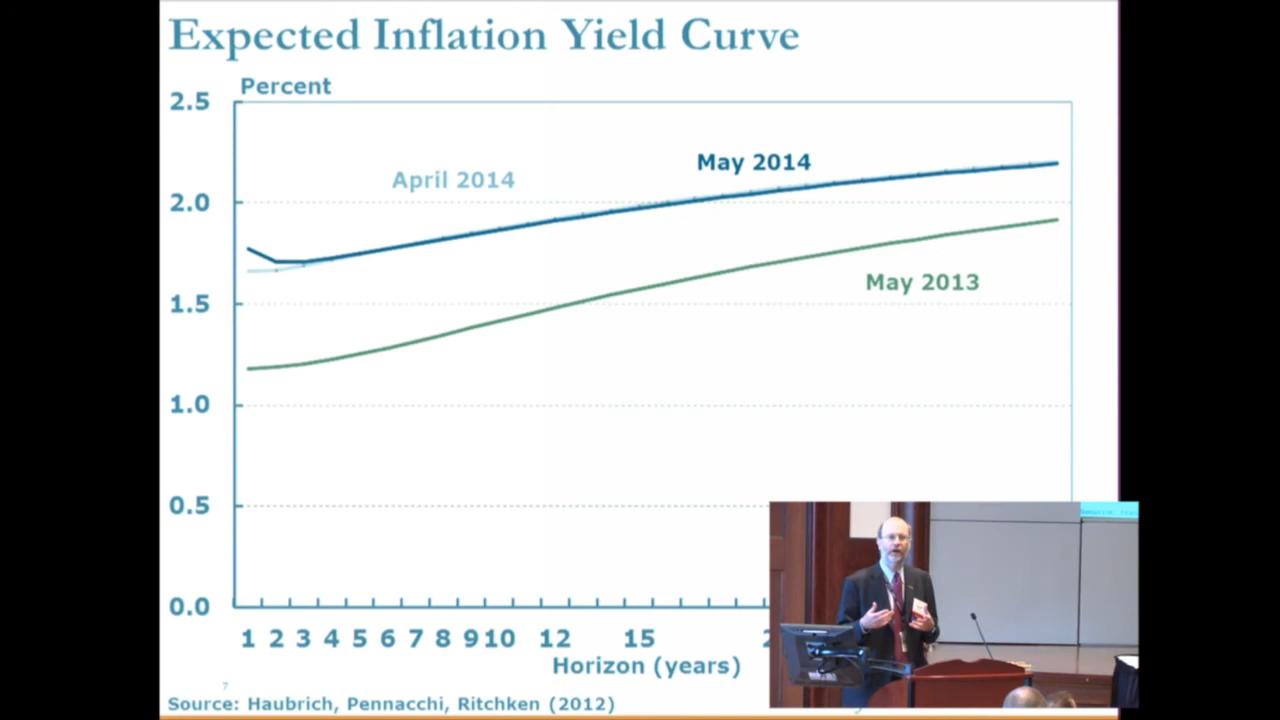 Expected Inflation Yield Curve
Percent
2.5
May 2014
April 2014
2.0
May 2013
1.5
1.0
0.5
0.0
1 2 3 4 5 6 7 8 9 10 12 15
Horizon (years)
7
Source: Haubrich, Pennacchi, Ritchken (2012)